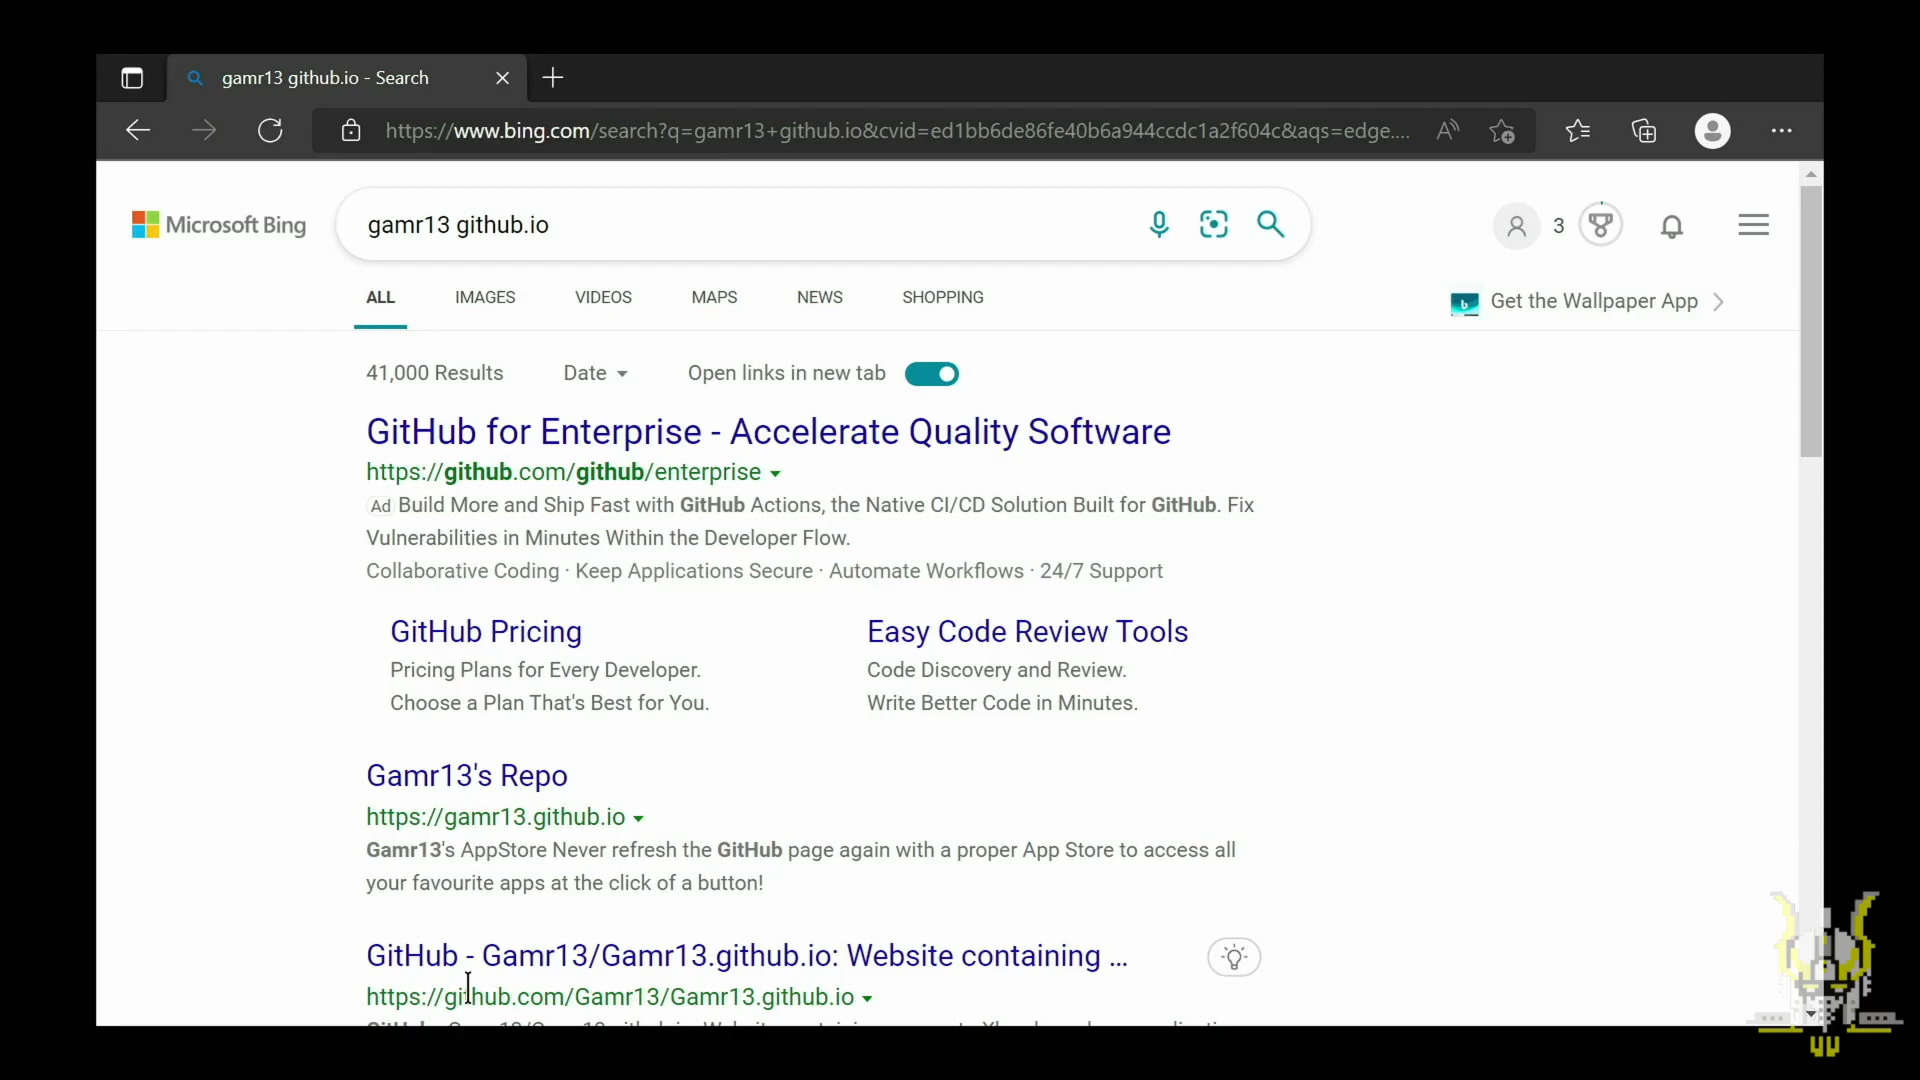 gamr13 github.io - Search
https://www.bing.com/search?q=gamr13+github.io&cvid=ed1bb6de86fe40b6a944ccdc1a2f604c&aqs=edge....
Microsoft Bing
gamr13 github.io
3
ALL IMAGES VIDEOS MAPS NEWS SHOPPING
Get the Wallpaper App
41,000 Results Date Open links in new tab
GitHub for Enterprise - Accelerate Quality Software
https://github.com/github/enterprise
Ad Build More and Ship Fast with GitHub Actions, the Native CI/CD Solution Built for GitHub. Fix
Vulnerabilities in Minutes Within the Developer Flow.
Collaborative Coding · Keep Applications Secure · Automate Workflows · 24/7 Support
GitHub Pricing
Pricing Plans for Every Developer.
Choose a Plan That's Best for You.
Easy Code Review Tools
Code Discovery and Review.
Write Better Code in Minutes.
Gamr13's Repo
https://gamr13.github.io
Gamr13's AppStore Never refresh the GitHub page again with a proper App Store to access all
your favourite apps at the click of a button!
GitHub - Gamr13/Gamr13.github.io: Website containing ...
https://github.com/Gamr13/Gamr13.github.io